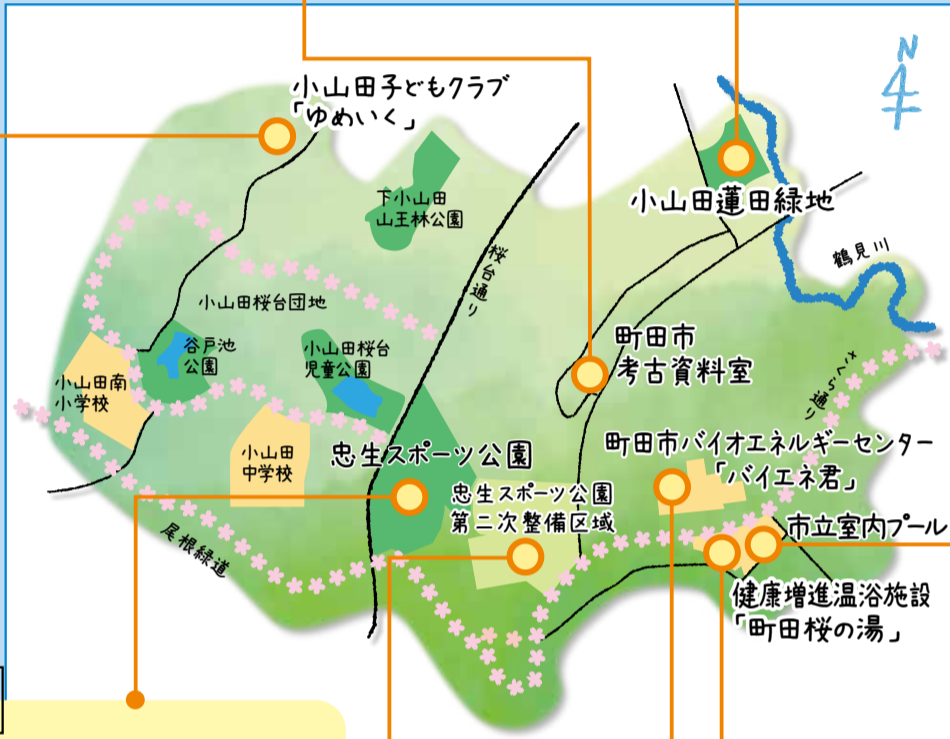 N
小山田子どもクラブ
「ゆめいく」
下小山田
山王林公園
小山田蓮田緑地
桜台通り
鶴見川
小山田桜台団地
谷戸池
公園
小山田桜台
児童公園
町田市
考古資料室
さくら通り
小山田南
小学校
小山田
中学校
忠生スポーツ公園
忠生スポーツ公園
第二次整備区域
町田市バイオエネルギーセンター
「バイエネ君」
市立室内プール
尾根緑道
健康増進温浴施設
「町田桜の湯」